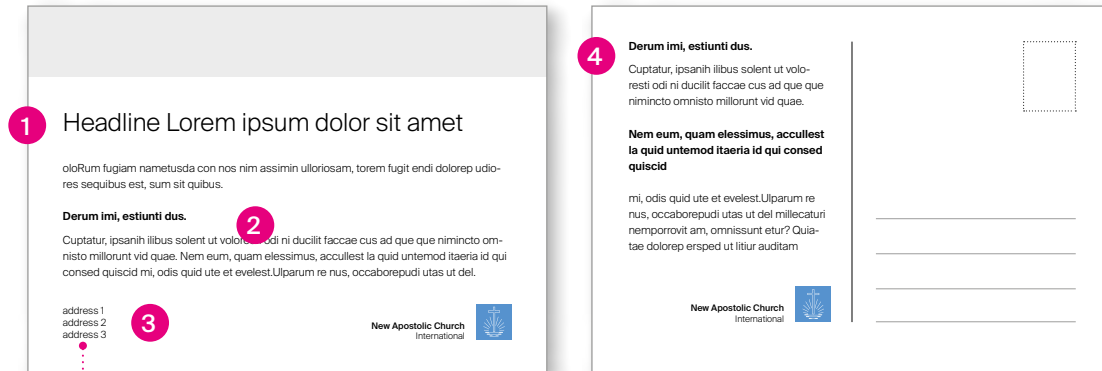 1
Headline Lorem ipsum dolor sit amet
oloRum fugiam nametusda con nos nim assimin ulloriosam, torem fugit endi dolorep udio-
res sequibus est, sum sit quibus.
Derum imi, estiunti dus.
2
Cuptatur, ipsanih ilibus solent ut volore odi ni ducilit faccae cus ad que que nimincto om-
nisto millorunt vid quae. Nem eum, quam elessimus, accullest la quid untemod itaeria id qui
consed quiscid mi, odis quid ute et evelest.Ulparum re nus, occaborepudi utas ut del.
address 1
address 2
address 3
3
New Apostolic Church
International
4
Derum imi, estiunti dus.
Cuptatur, ipsanih ilibus solent ut volo-
resti odi ni ducilit faccae cus ad que que
nimincto omnisto millorunt vid quae.
Nem eum, quam elessimus, accullest
la quid untemod itaeria id qui consed
quiscid
mi, odis quid ute et evelest.Ulparum re
nus, occaborepudi utas ut del millecaturi
nemporrovit am, omnissunt etur? Quia-
tae dolorep ersped ut litiur auditam
New Apostolic Church
International